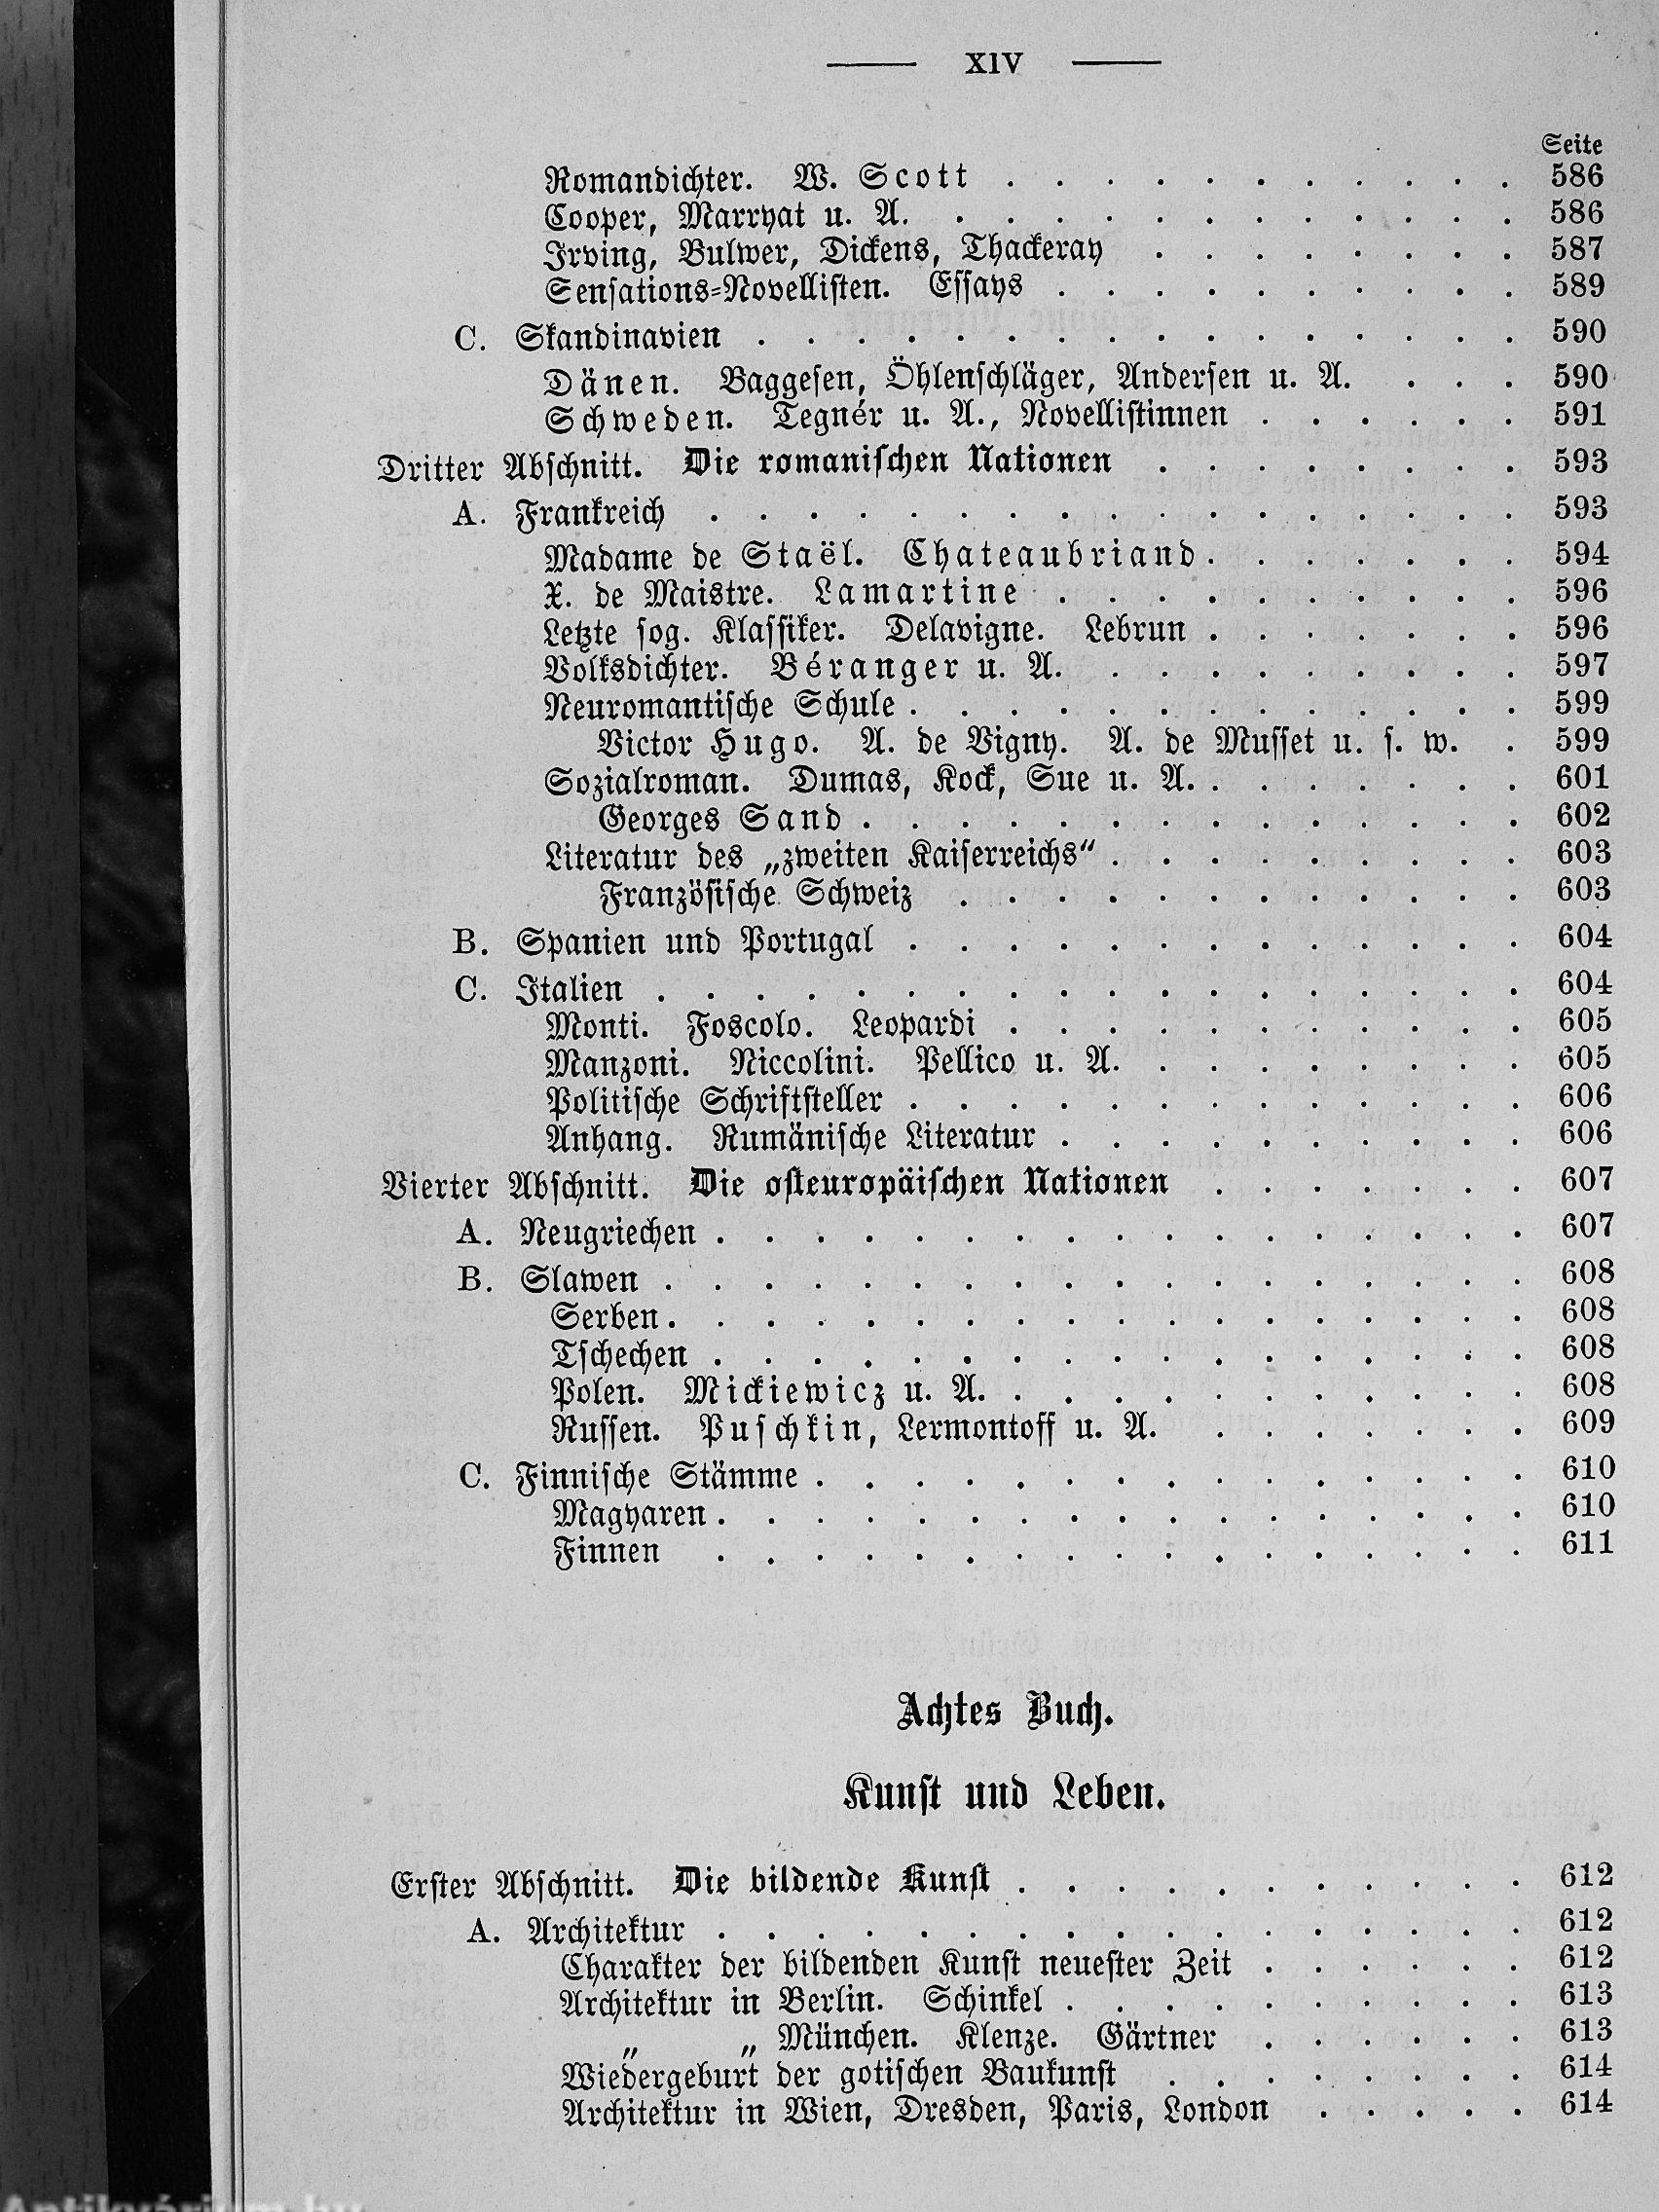 XIV
Seite
Romandichter. W. Scott . . . . . . . . . . . 586
Cooper, Marryat u. A. . . . . . . . . . . . . 586
Irving, Bulwer, Dickens, Thackeray . . . . . . . . 587
Sensations=Novellisten. Essays . . . . . . . . . . 589
C. Skandinavien . . . . . . . . . . . . . . . . 590
Dänen. Baggesen, Öhlenschläger, Andersen u. A. . . . 590
Schweden. Tegnér u. A., Novellistinnen . . . . . . 591
Dritter Abschnitt. Die romanischen Nationen . . . . . . . . 593
A. Frankreich . . . . . . . . . . . . . . . . . 593
Madame de Staël. Chateaubriand . . . . . . . 594
X. de Maistre. Lamartine . . . . . . . . . . 596
Letzte sog. Klassiker. Delavigne. Lebrun . . . . . . . 596
Volksdichter. Béranger u. A. . . . . . . . . . 597
Neuromantische Schule . . . . . . . . . . . . . 599
Victor Hugo. A. de Vigny. A. de Musset u. s. w. . 599
Sozialroman. Dumas, Kock, Sue u. A. . . . . . . . 601
Georges Sand . . . . . . . . . . . . . . 602
Literatur des „zweiten Kaiserreichs“ . . . . . . . . . 603
Französische Schweiz . . . . . . . . . . . . 603
B. Spanien und Portugal . . . . . . . . . . . . . 604
C. Italien . . . . . . . . . . . . . . . . . . 604
Monti. Foscolo. Leopardi . . . . . . . . . . . 605
Manzoni. Niccolini. Pellico u. A. . . . . . . . . 605
Politische Schriftsteller . . . . . . . . . . . . . 606
Anhang. Rumänische Literatur . . . . . . . . . . 606
Vierter Abschnitt. Die osteuropäischen Nationen . . . . . . . 607
A. Neugriechen . . . . . . . . . . . . . . . . . 607
B. Slawen . . . . . . . . . . . . . . . . . . 608
Serben . . . . . . . . . . . . . . . . . . 608
Tschechen . . . . . . . . . . . . . . . . . 608
Polen. Mickiewicz u. A. . . . . . . . . . . . 608
Russen. Puschkin, Lermontoff u. A. . . . . . . . 609
C. Finnische Stämme . . . . . . . . . . . . . . . 610
Magyaren . . . . . . . . . . . . . . . . . 610
Finnen . . . . . . . . . . . . . . . . . 611
Achtes Buch.
Kunst und Leben.
Erster Abschnitt. Die bildende Kunst . . . . . . . . . . . 612
A. Architektur . . . . . . . . . . . . . . . . . 612
Charakter der bildenden Kunst neuester Zeit . . . . . . 612
Architektur in Berlin. Schinkel . . . . . . . . . . 613
„ „ München. Klenze. Gärtner . . . . . . 613
Wiedergeburt der gotischen Baukunst . . . . . . . . 614
Architektur in Wien, Dresden, Paris, London . . . . . 614
Antikvárium.hu